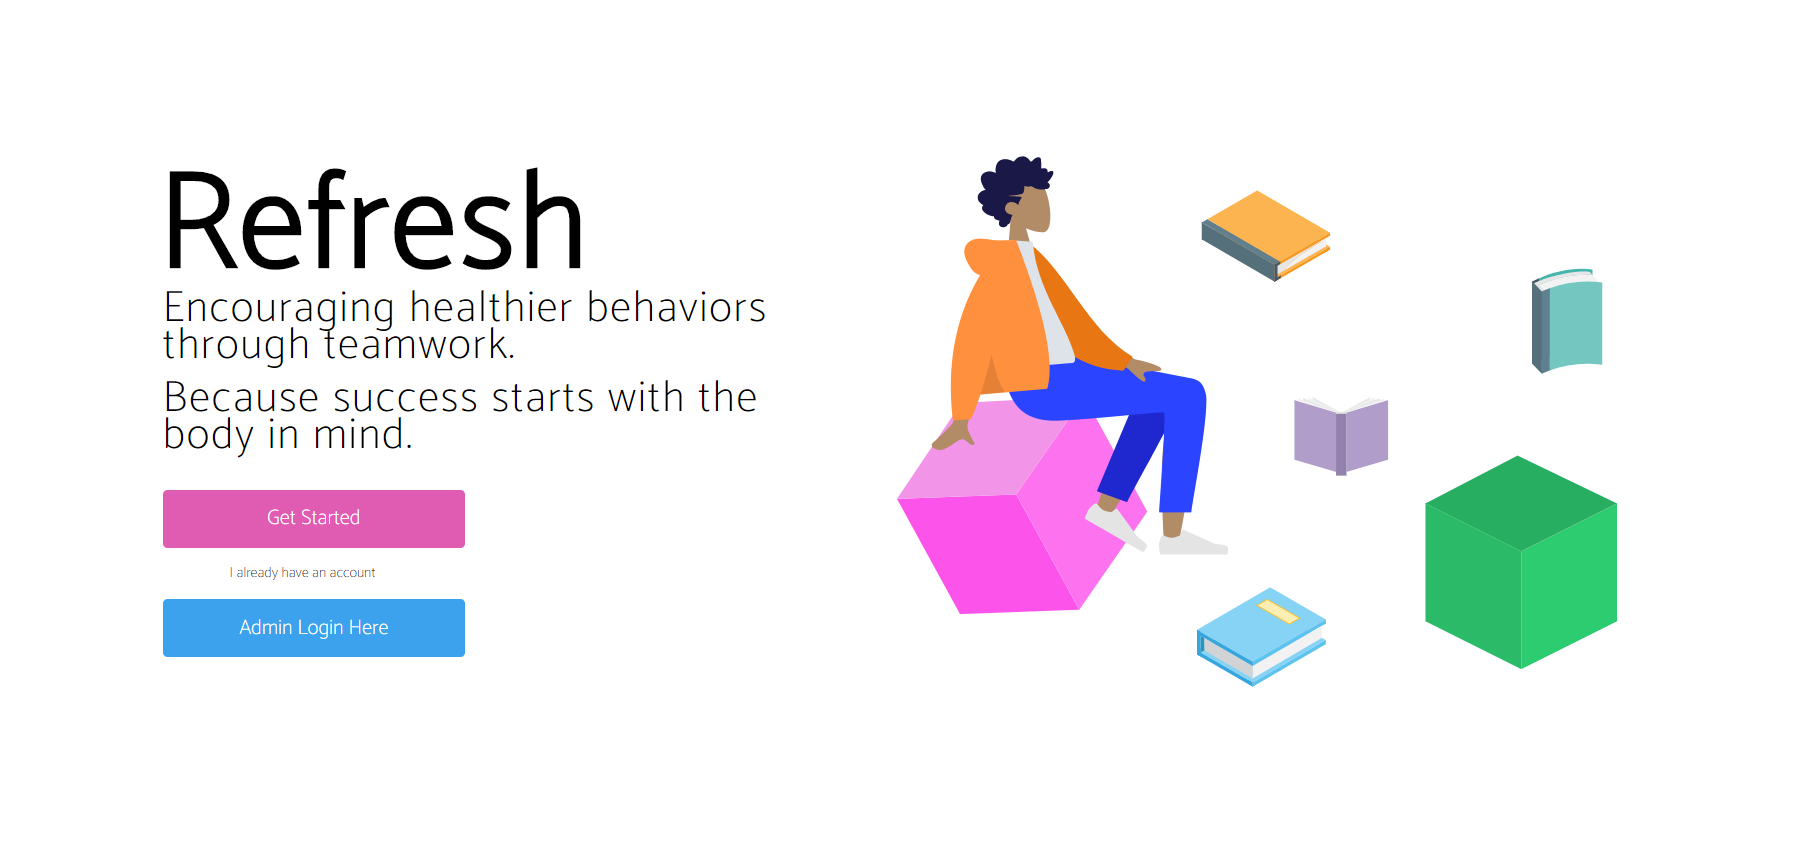 Refresh
Encouraging healthier behaviors
through teamwork.
Because success starts with the
body in mind.
Get Started
I already have an account
Admin Login Here